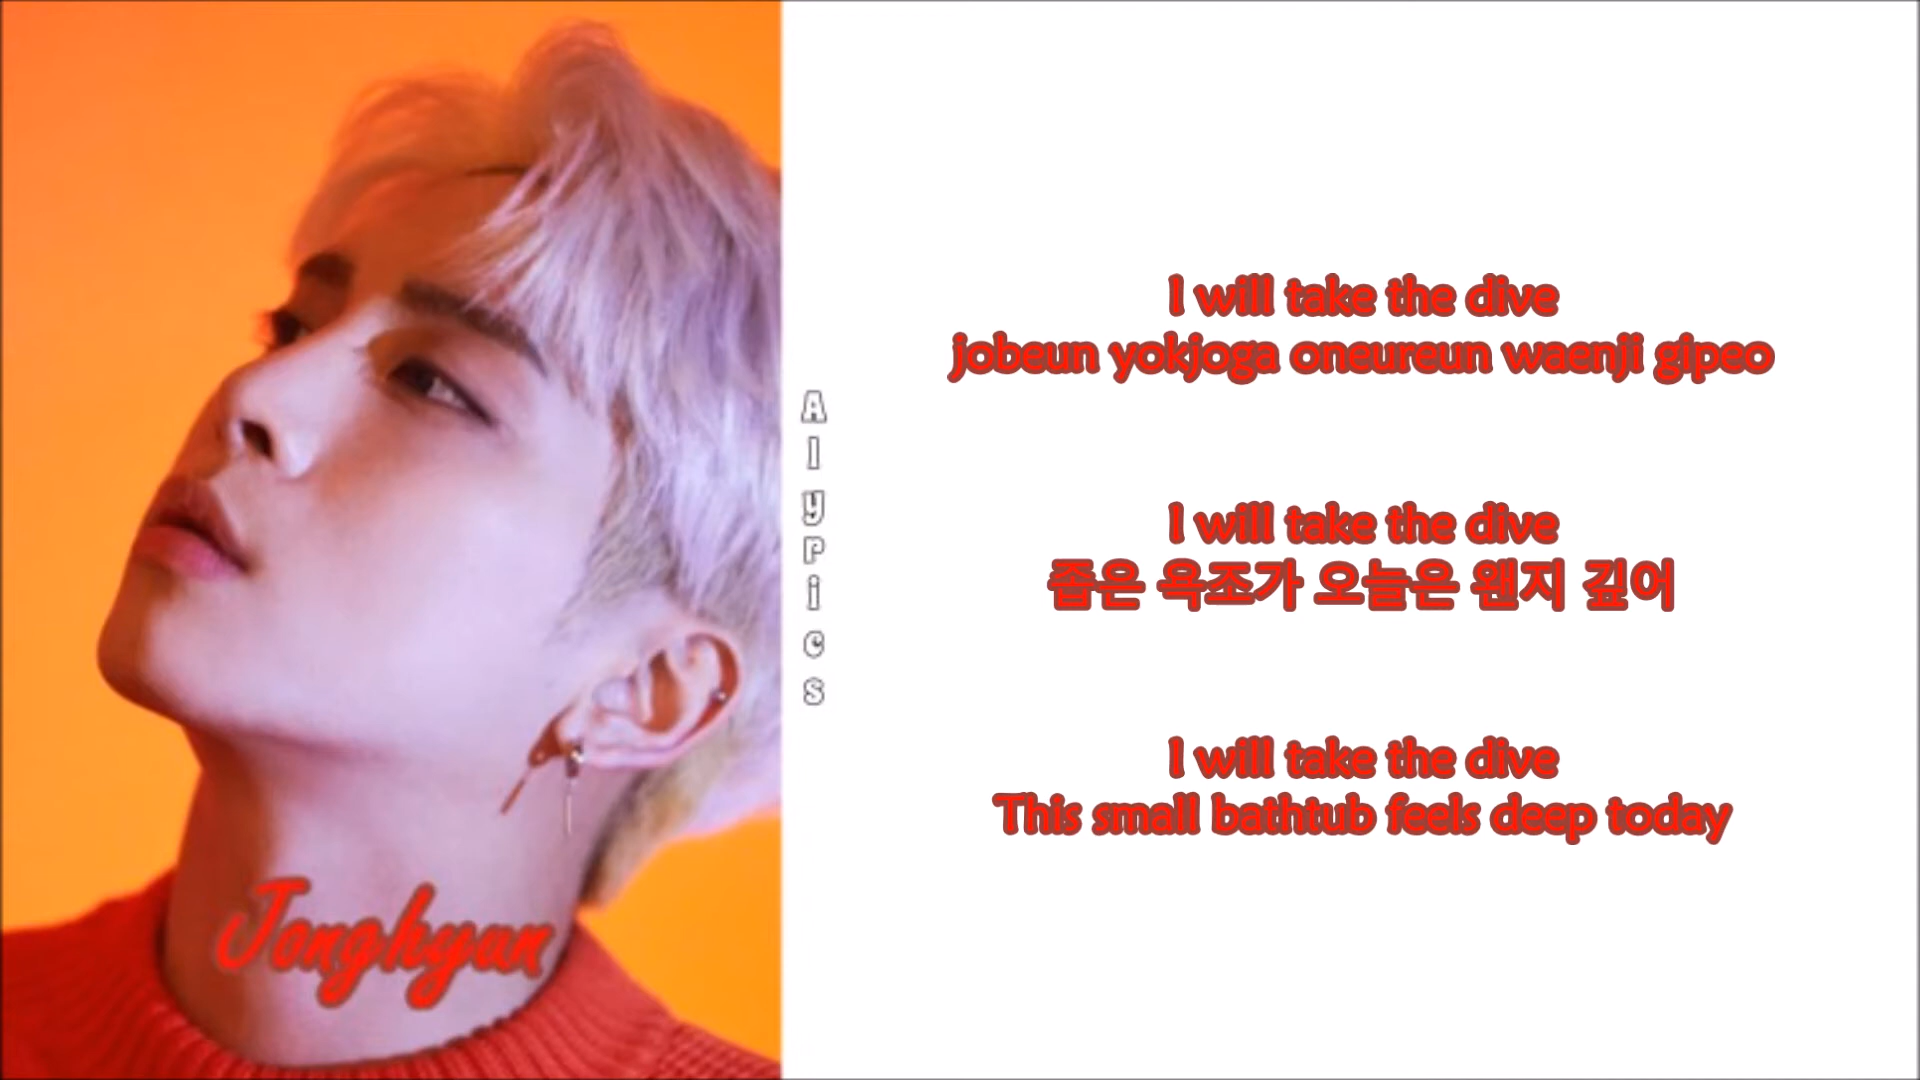 Jonghyun
Alyrics
I will take the dive
jobeun yokjoga oneureun waenji gipeo
I will take the dive
좁은 욕조가 오늘은 왠지 깊어
I will take the dive
This small bathtub feels deep today